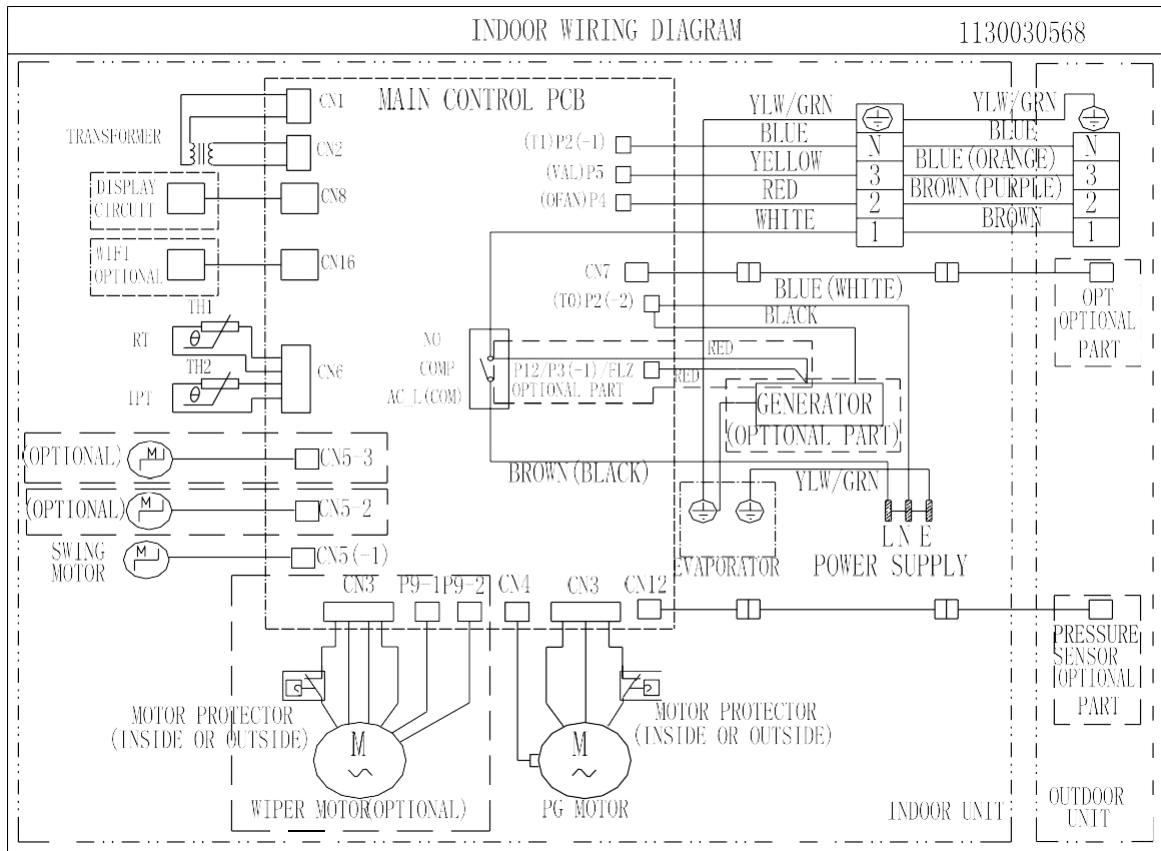 INDOOR WIRING DIAGRAM
1130030568
MAIN CONTROL PCB
CN1
TRANSFORMER
CN2
DISPLAY
CIRCUIT
CN8
WIFI
OPTIONAL
CN16
TH1
RT
TH2
CN6
IPT
(OPTIONAL)
M
CN5-3
(OPTIONAL)
M
CN5-2
SWING
MOTOR
M
CN5(-1)
(T1)P2(-1)
(VAL)P5
(OFAN)P4
YLW/GRN
BLUE
YELLOW
RED
WHITE
N
3
2
1
YLW/GRN
BLUE
BLUE(ORANGE)
BROWN(PURPLE)
BROWN
N
3
2
1
CN7
BLUE(WHITE)
(TO)P2(-2)
BLACK
OPT
OPTIONAL
PART
NO
COMP
AC_L(COM)
RED
P12/P3(-1)/FLZ
OPTIONAL PART
RED
GENERATOR
(OPTIONAL PART)
BROWN(BLACK)
YLW/GRN
EVAPORATOR
L N E
POWER SUPPLY
CN3
P9-1
P9-2
CN4
CN3
CN12
PRESSURE
SENSOR
(OPTIONAL
PART
MOTOR PROTECTOR
(INSIDE OR OUTSIDE)
M
WIPER MOTOR(OPTIONAL)
M
PG MOTOR
MOTOR PROTECTOR
(INSIDE OR OUTSIDE)
INDOOR UNIT
OUTDOOR
UNIT